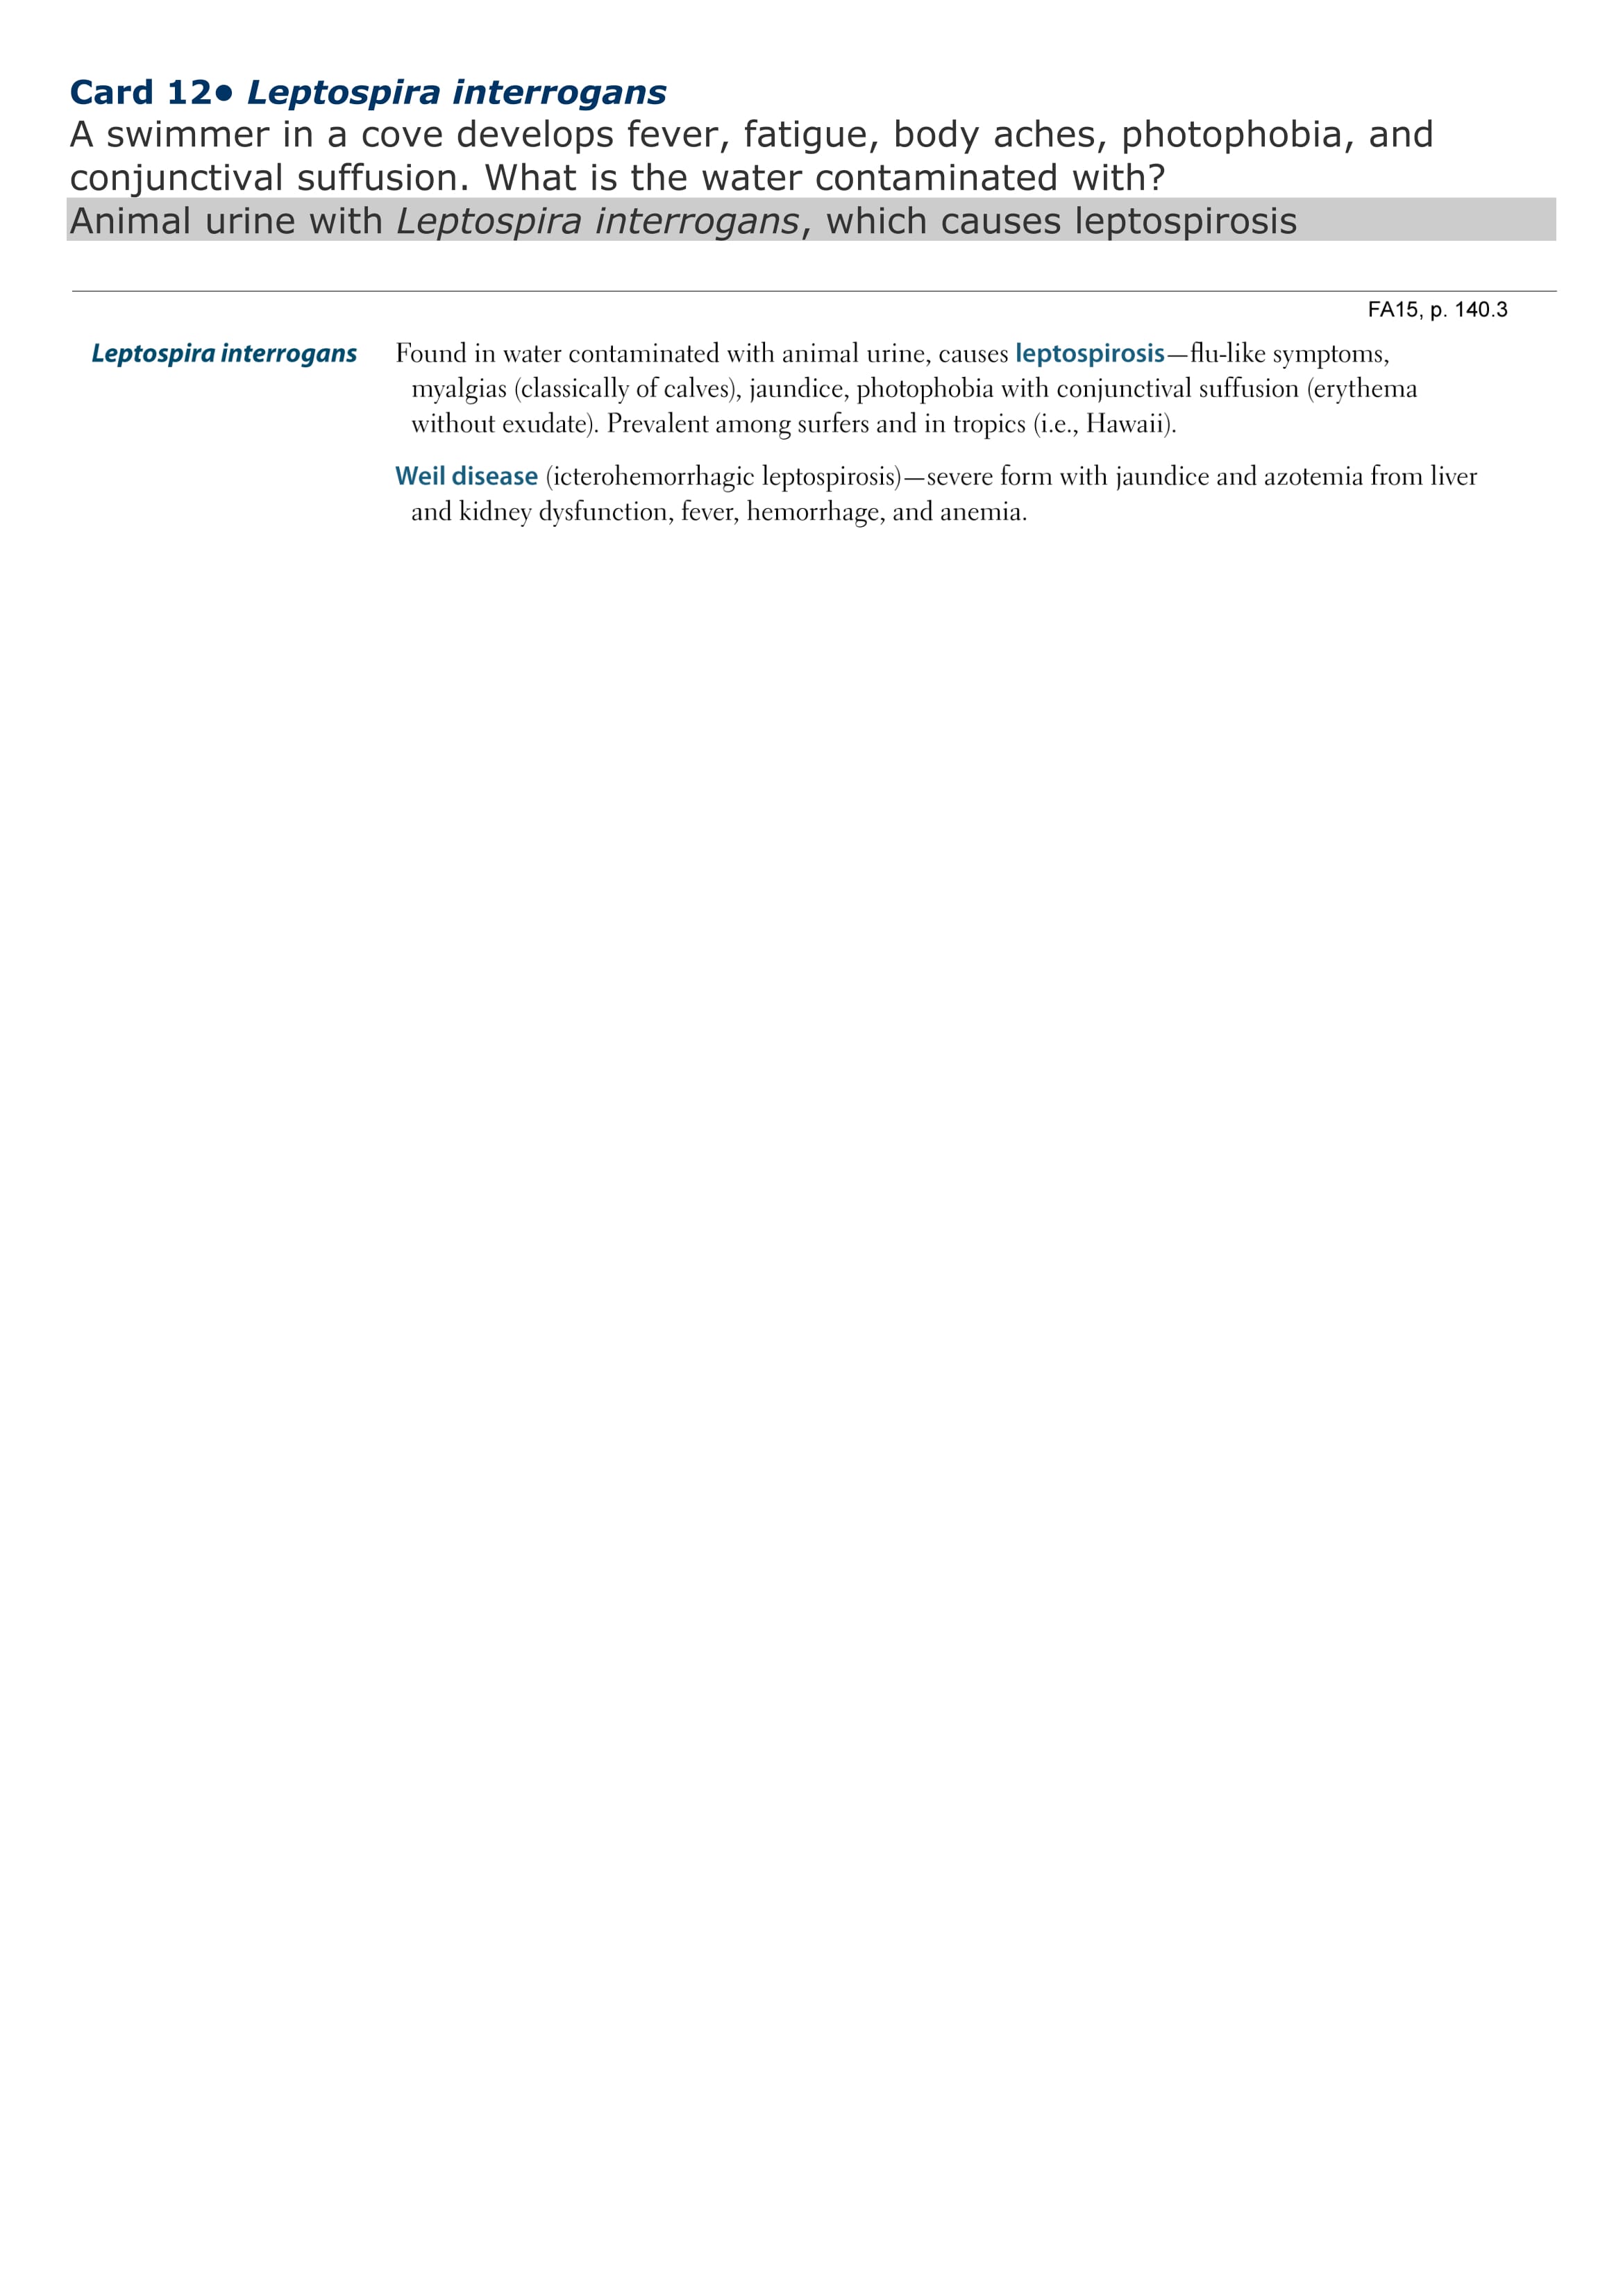 Card 12● Leptospira interrogans
A swimmer in a cove develops fever, fatigue, body aches, photophobia, and
conjunctival suffusion. What is the water contaminated with?
Animal urine with Leptospira interrogans, which causes leptospirosis
FA15, p. 140.3
Leptospira interrogans Found in water contaminated with animal urine, causes leptospirosis—flu-like symptoms,
myalgias (classically of calves), jaundice, photophobia with conjunctival suffusion (erythema
without exudate). Prevalent among surfers and in tropics (i.e., Hawaii).
Weil disease (icterohemorrhagic leptospirosis)—severe form with jaundice and azotemia from liver
and kidney dysfunction, fever, hemorrhage, and anemia.